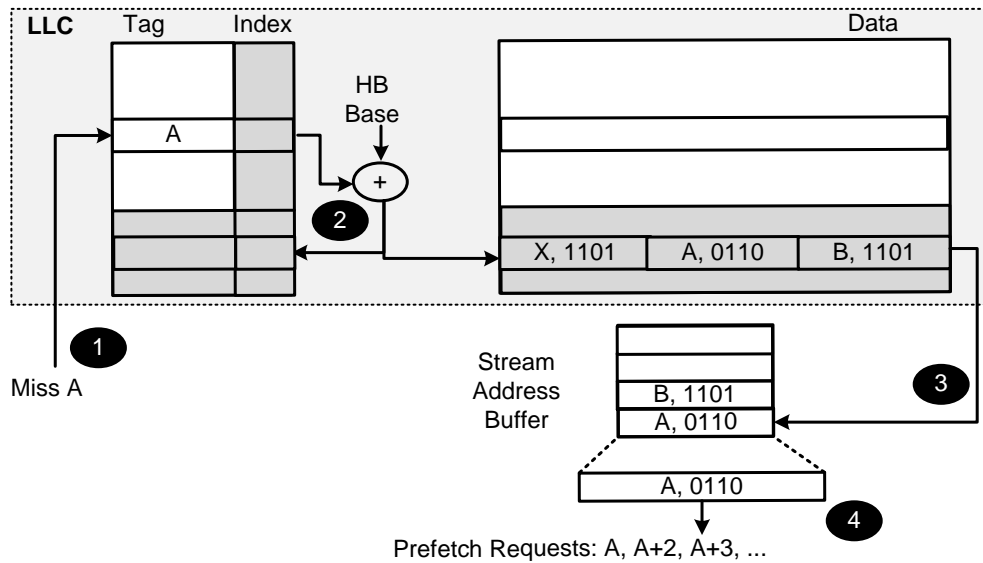 LLC Tag Index Data
HB
Base
A
+
2
X, 1101 A, 0110 B, 1101
1
Miss A
Stream
Address
Buffer
B, 1101
A, 0110
3
A, 0110
4
Prefetch Requests: A, A+2, A+3, ...